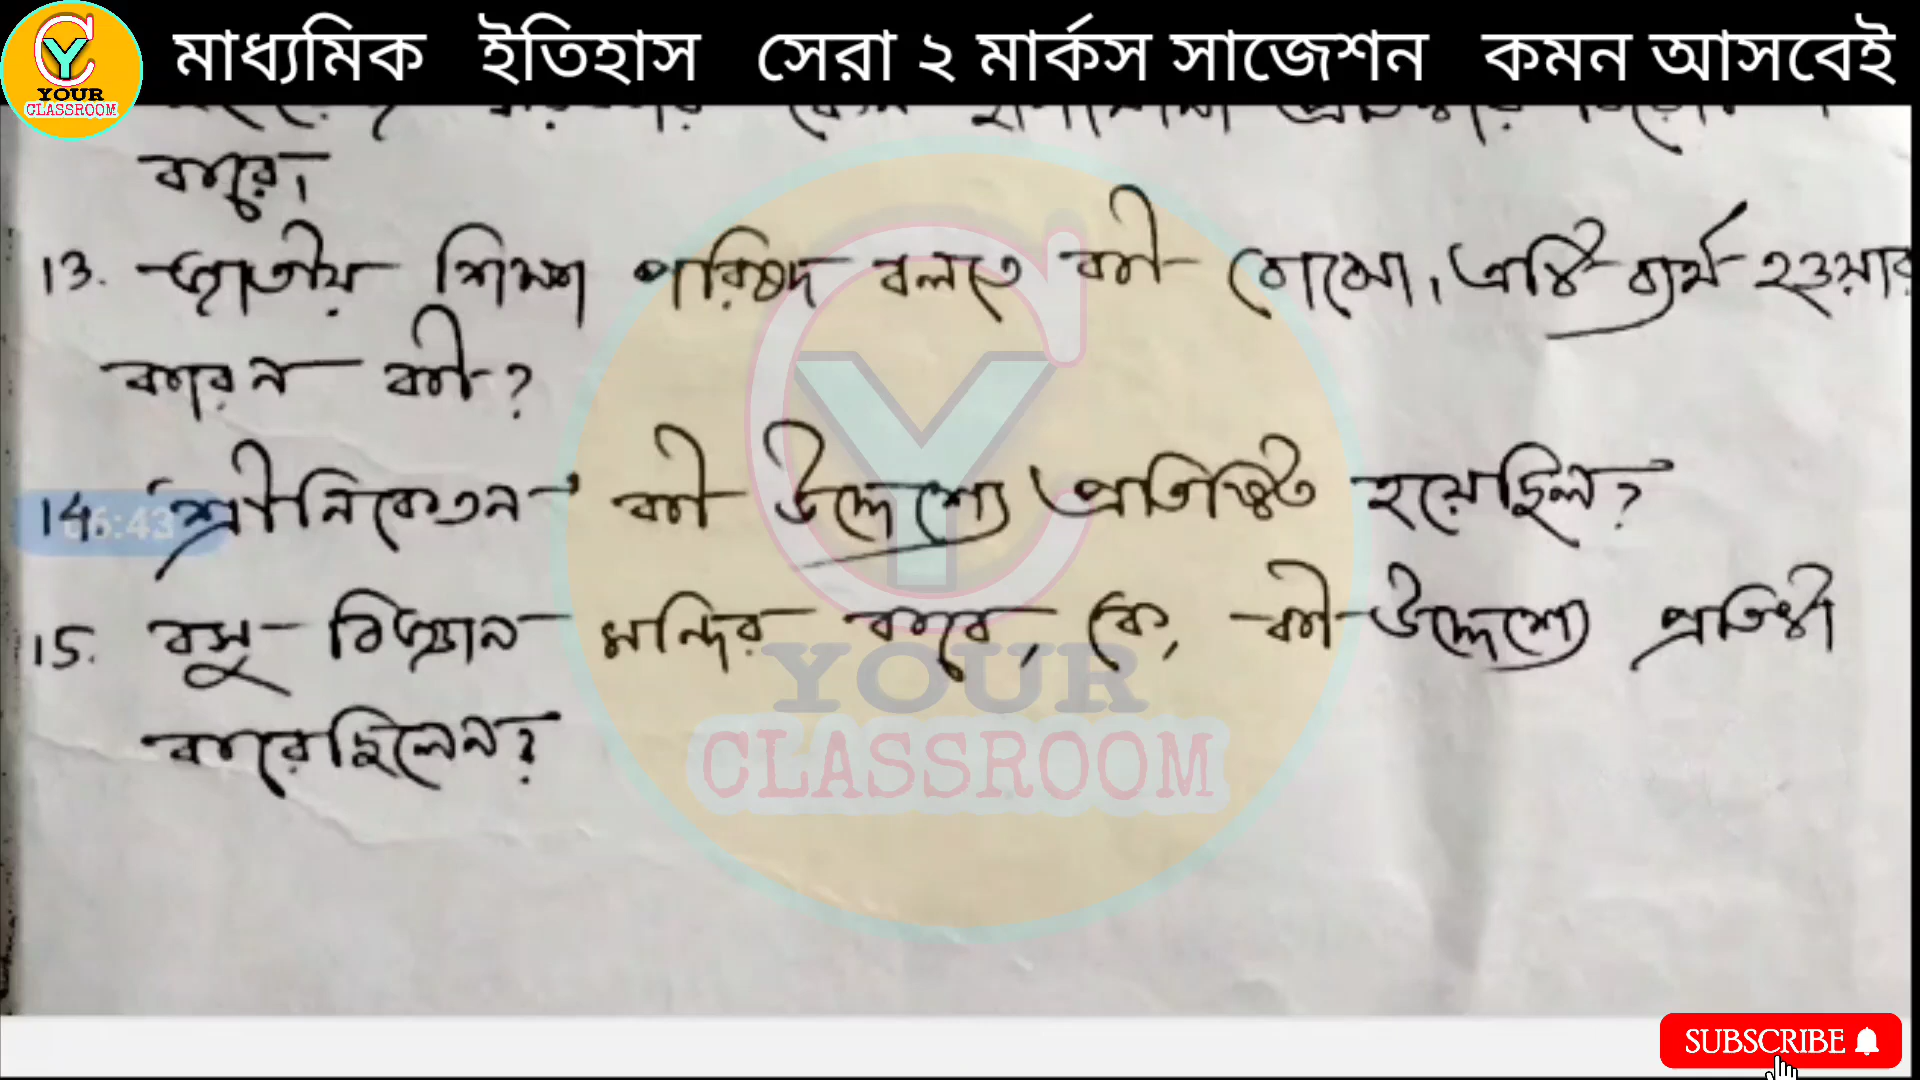 YOUR
CLASSROOM
মাধ্যমিক ইতিহাস সেরা ২ মার্কস সাজেশন কমন আসবেই
করে।
13. জাতীয় শিক্ষা পরিষদ বলতে কী বোঝো, এটি ব্যর্থ হওয়ার
কারন কী?
14. 'শ্রীনিকেতন' কী উদ্দেশ্যে প্রতিষ্ঠিত হয়েছিল?
15. বসু বিজ্ঞান মন্দির কবে, কে, কী উদ্দেশ্যে প্রতিষ্ঠা
করেছিলেন?
YOUR
CLASSROOM
SUBSCRIBE